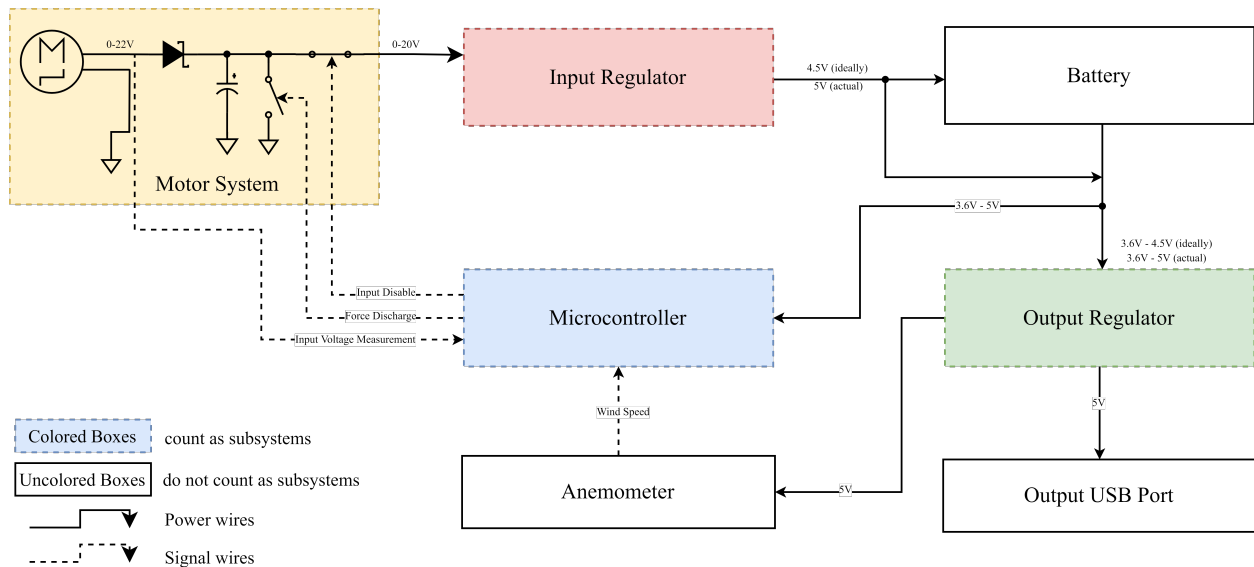 0-22V
0-20V
Motor System
Input Regulator
4.5V (ideally)
5V (actual)
Battery
3.6V - 5V
3.6V - 4.5V (ideally)
3.6V - 5V (actual)
Input Disable
Force Discharge
Input Voltage Measurement
Microcontroller
Output Regulator
Wind Speed
5V
Colored Boxes
count as subsystems
Uncolored Boxes
do not count as subsystems
Anemometer
5V
Output USB Port
Power wires
Signal wires